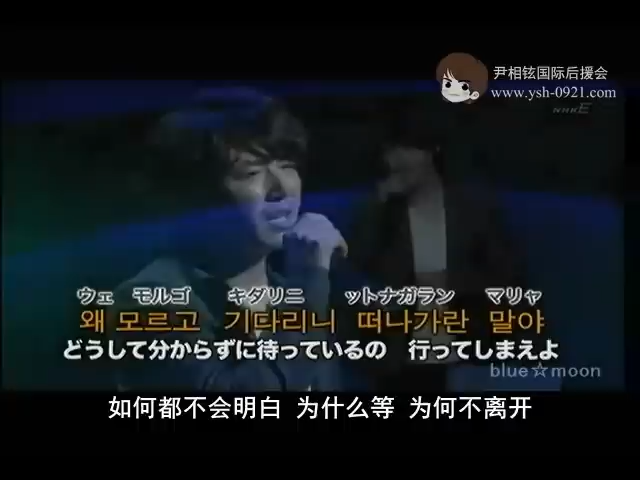 尹相铉国际后援会
www.ysh-0921.com
NHKE
ウェ モルゴ キダリニ ットナガラン マリャ
왜 모르고 기다리니 떠나가란 말야
どうして分からずに待っているの 行ってしまえよ
blue☆moon
如何都不会明白 为什么等 为何不离开